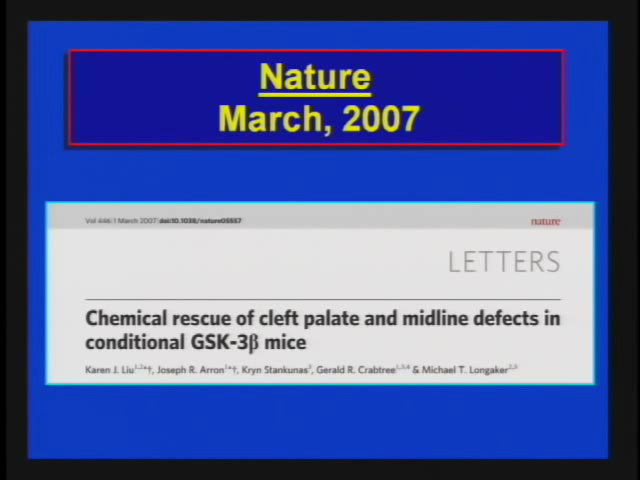 Nature
March, 2007
Vol 446|1 March 2007|doi:10.1038/nature05557
nature
LETTERS
Chemical rescue of cleft palate and midline defects in
conditional GSK-3β mice
Karen J. Liu, Joseph R. Arron, Kryn Stankunas, Gerald R. Crabtree & Michael T. Longaker